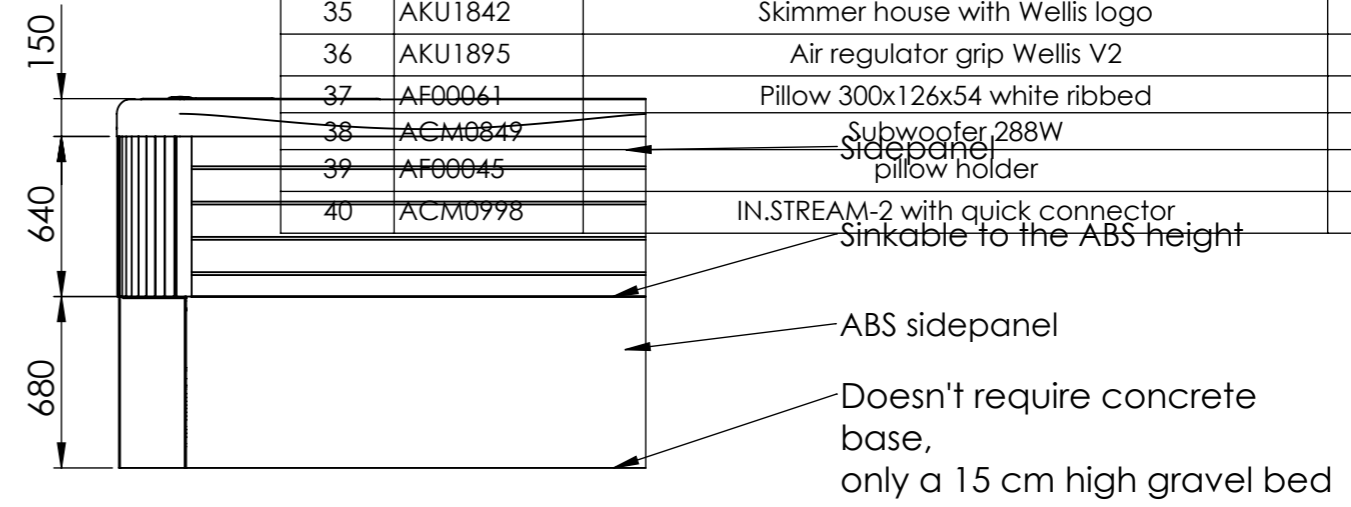 35 AKU1842 Skimmer house with Wellis logo
36 AKU1895 Air regulator grip Wellis V2
37 AF00061 Pillow 300x126x54 white ribbed
38 ACM0849 Subwoofer 288W
39 AF00045 pillow holder
40 ACM0998 IN.STREAM-2 with quick connector
150
640
680
Sidepanel
Sinkable to the ABS height
ABS sidepanel
Doesn't require concrete
base,
only a 15 cm high gravel bed